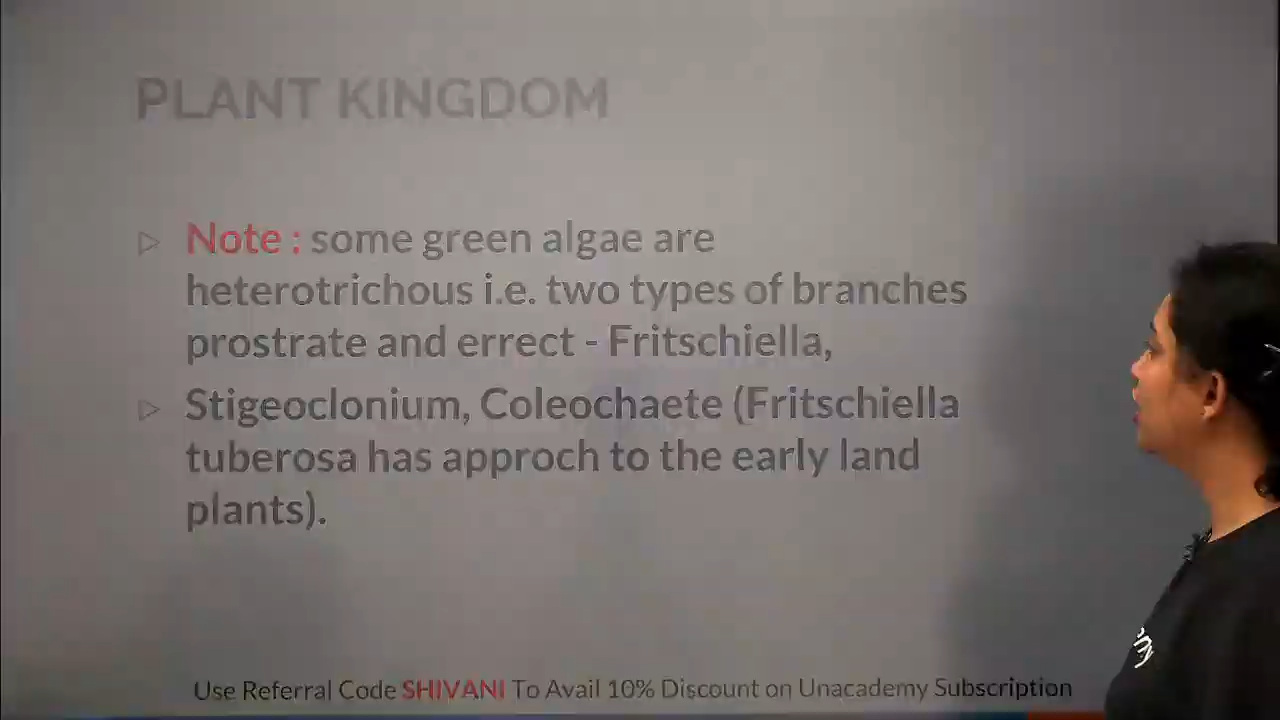 PLANT KINGDOM
Note : some green algae are
heterotrichous i.e. two types of branches
prostrate and errect - Fritschiella,
Stigeoclonium, Coleochaete (Fritschiella
tuberosa has approch to the early land
plants).
Use Referral Code SHIVANI To Avail 10% Discount on Unacademy Subscription